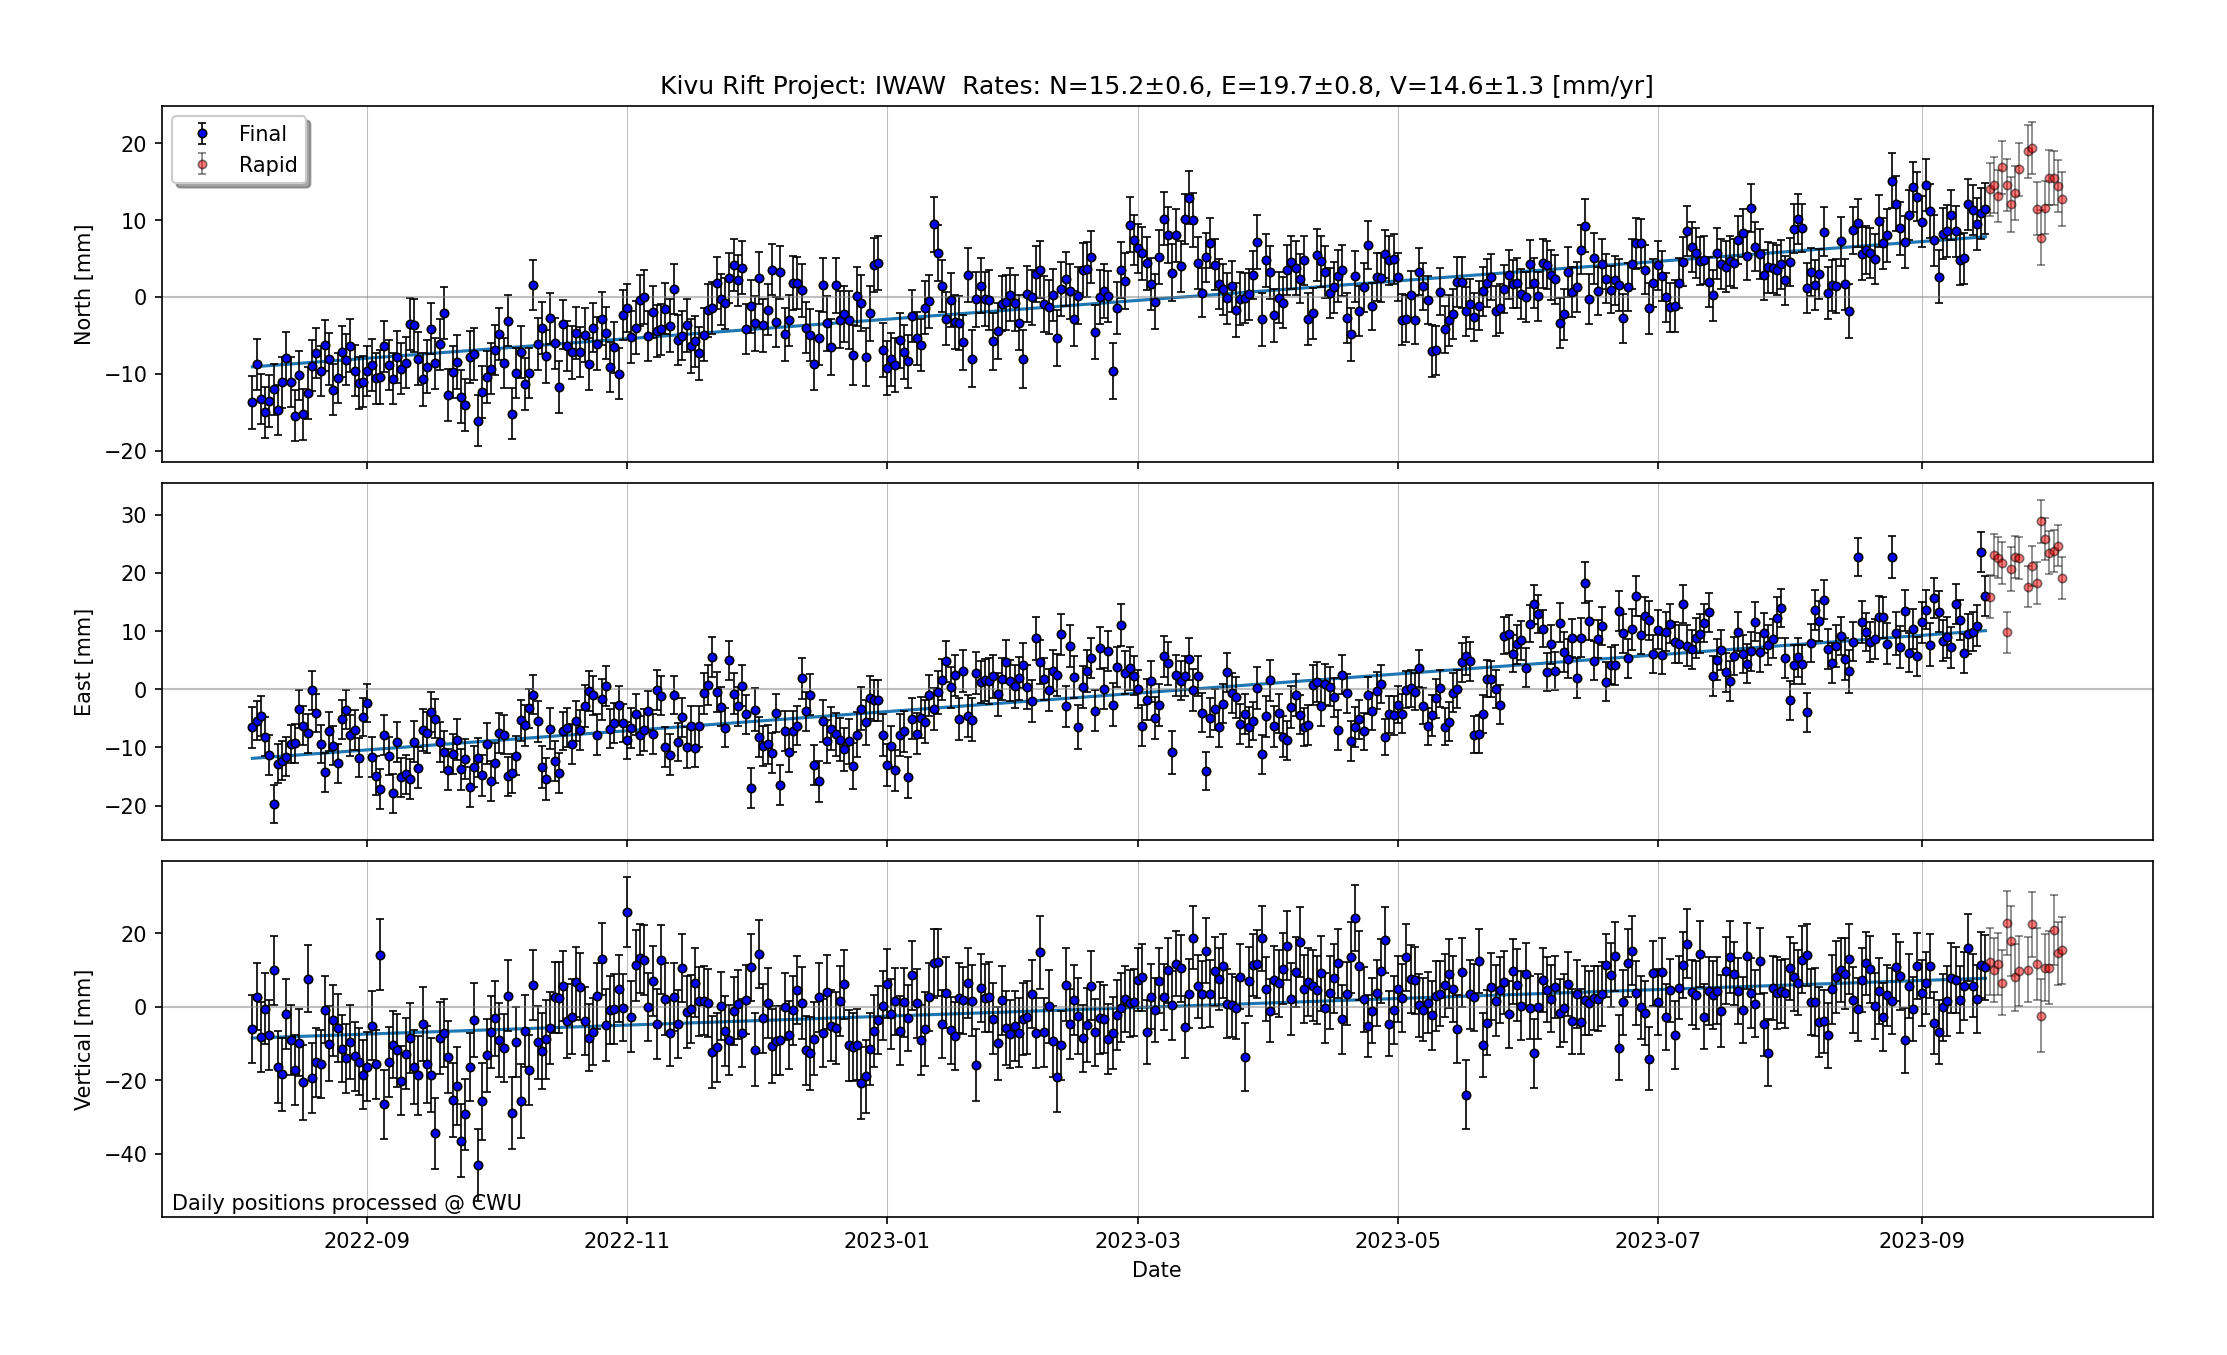 Kivu Rift Project: IWAW  Rates: N=15.2±0.6, E=19.7±0.8, V=14.6±1.3 [mm/yr]
Final
Rapid
North [mm]
20
10
0
−10
−20
East [mm]
30
20
10
0
−10
−20
Vertical [mm]
20
0
−20
−40
Daily positions processed @ CWU
2022-09 2022-11 2023-01 2023-03 2023-05 2023-07 2023-09
Date